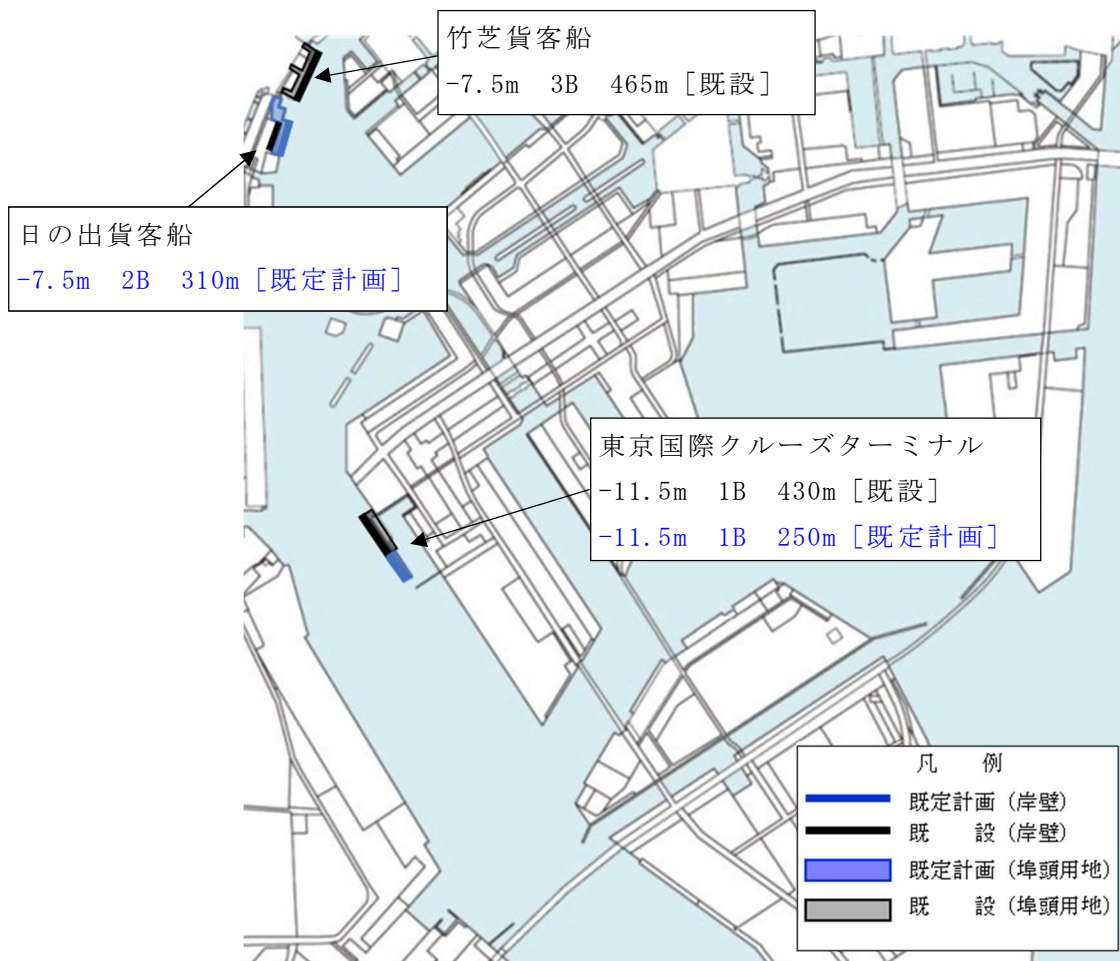 竹芝貨客船
-7.5m 3B 465m [既設]
日の出貨客船
-7.5m 2B 310m [既定計画]
東京国際クルーズターミナル
-11.5m 1B 430m [既設]
-11.5m 1B 250m [既定計画]
凡 例
既定計画 (岸壁)
既 設 (岸壁)
既定計画 (埠頭用地)
既 設 (埠頭用地)